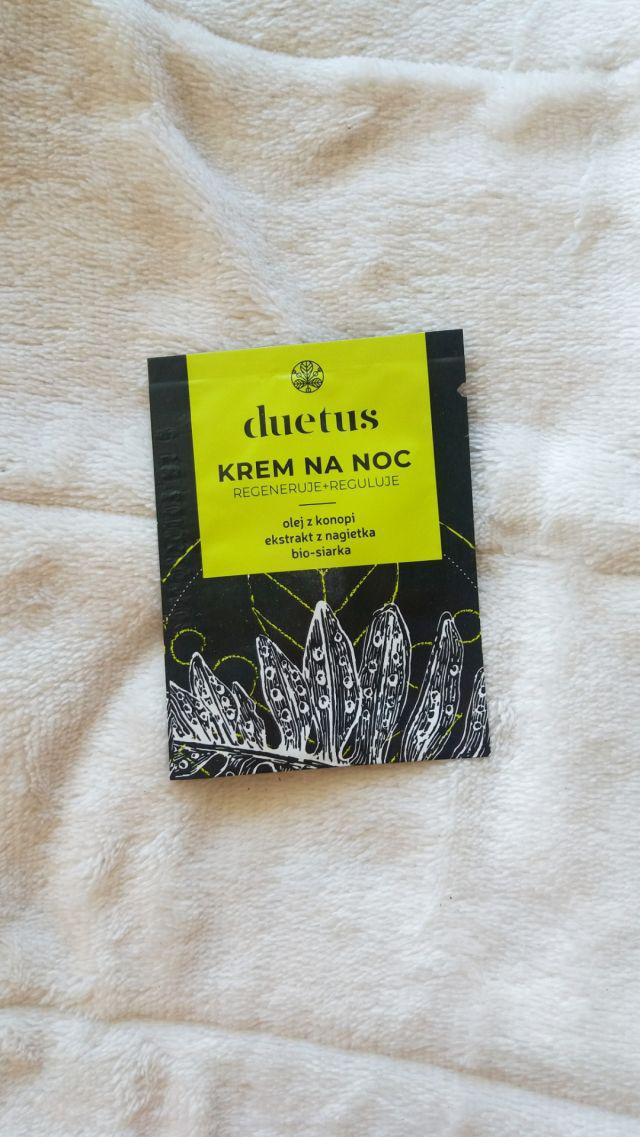 duetus
KREM NA NOC
REGENERUJE+REGULUJE
olej z konopi
ekstrakt z nagietka
bio-siarka